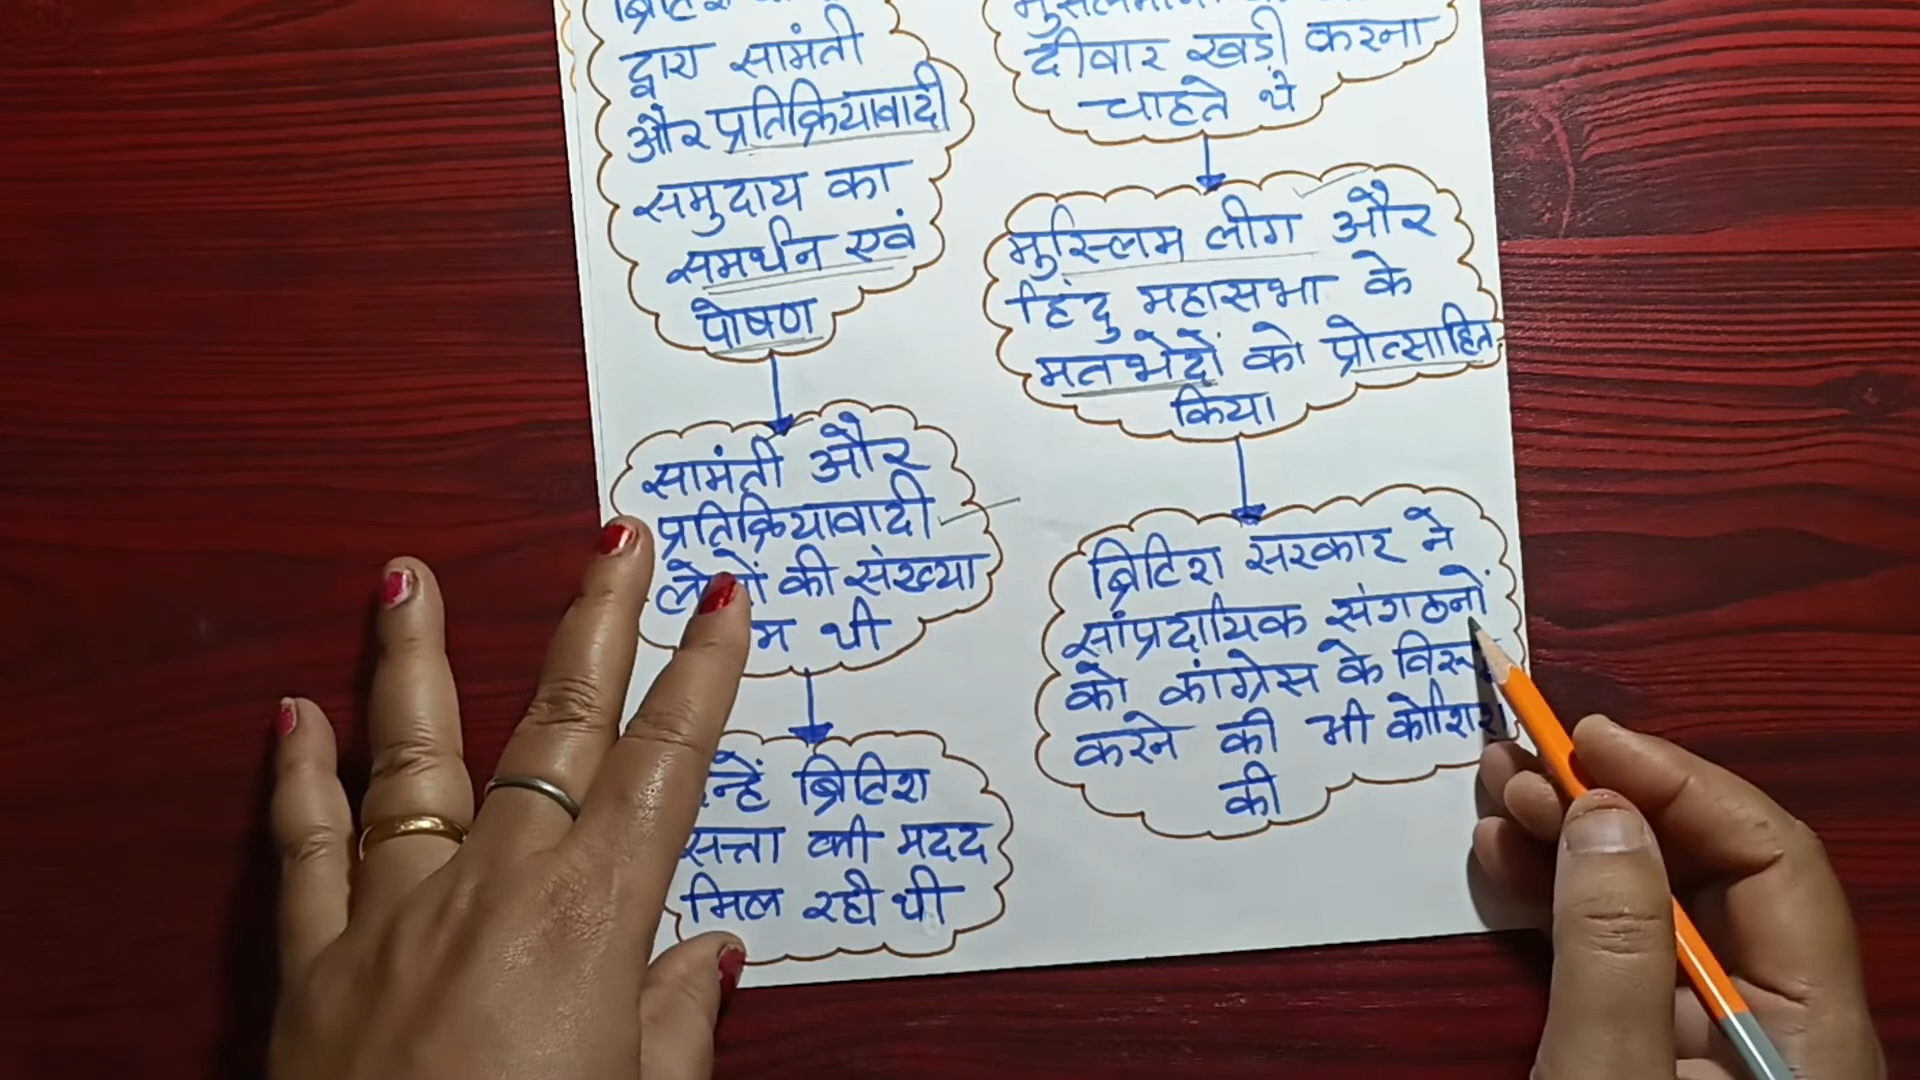 द्वारा सामंती
और प्रतिक्रियावादी
समुदाय का
समर्थन एवं
पोषण
सामंती और
प्रतिक्रियावादी
की संख्या
थी
ब्रिटिश
सत्ता की मदद
मिल रही थी
दीवार खड़ी करना
चाहते थे
मुस्लिम लीग और
हिंदु महासभा के
मतभेदों को प्रोत्साहित
किया
ब्रिटिश सरकार ने
सांप्रदायिक संगठनों
को कांग्रेस के
करने की भी कोशिश
की